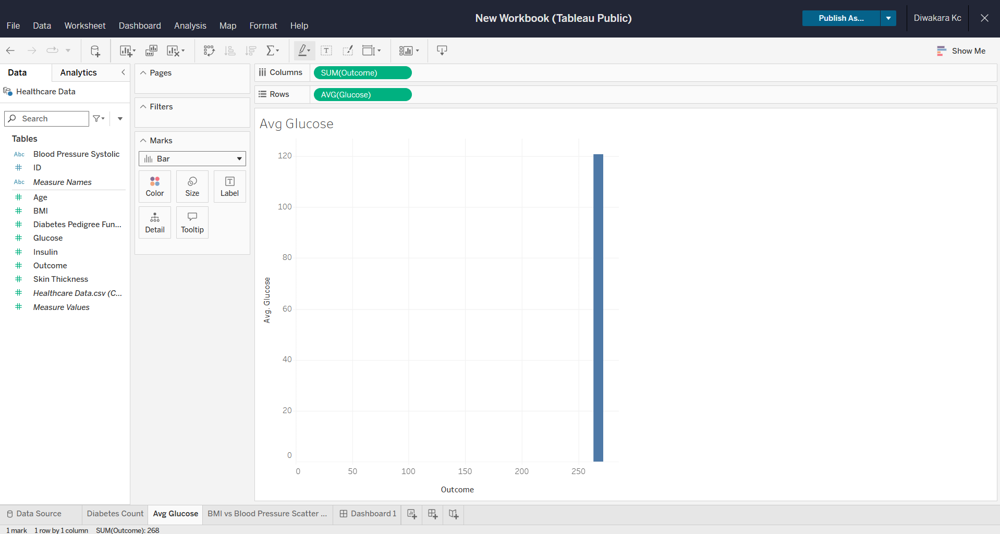 New Workbook (Tableau Public)
Publish As...
Diwakara Kc
File Data Worksheet Dashboard Analysis Map Format Help
Show Me
Data Analytics
Healthcare Data
Search
Tables
Abc Blood Pressure Systolic
# ID
Abc Measure Names
# Age
# BMI
# Diabetes Pedigree Fun...
# Glucose
# Insulin
# Outcome
# Skin Thickness
# Healthcare Data.csv (C...
# Measure Values
Pages
Filters
Marks
Bar
Color Size Label
Detail Tooltip
Columns SUM(Outcome)
Rows AVG(Glucose)
Avg Glucose
Avg. Glucose
120
100
80
60
40
20
0
0 50 100 150 200 250
Outcome
Data Source Diabetes Count Avg Glucose BMI vs Blood Pressure Scatter ... Dashboard 1
1 mark 1 row by 1 column SUM(Outcome): 268